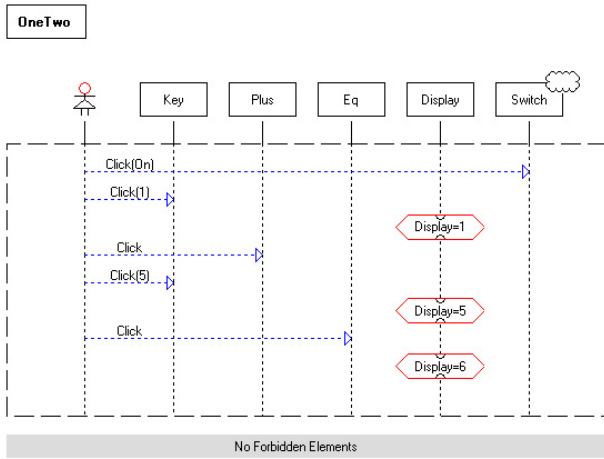 OneTwo
Key Plus Eq Display Switch
Click(On)
Click(1)
Display=1
Click
Click(5)
Display=5
Click
Display=6
No Forbidden Elements